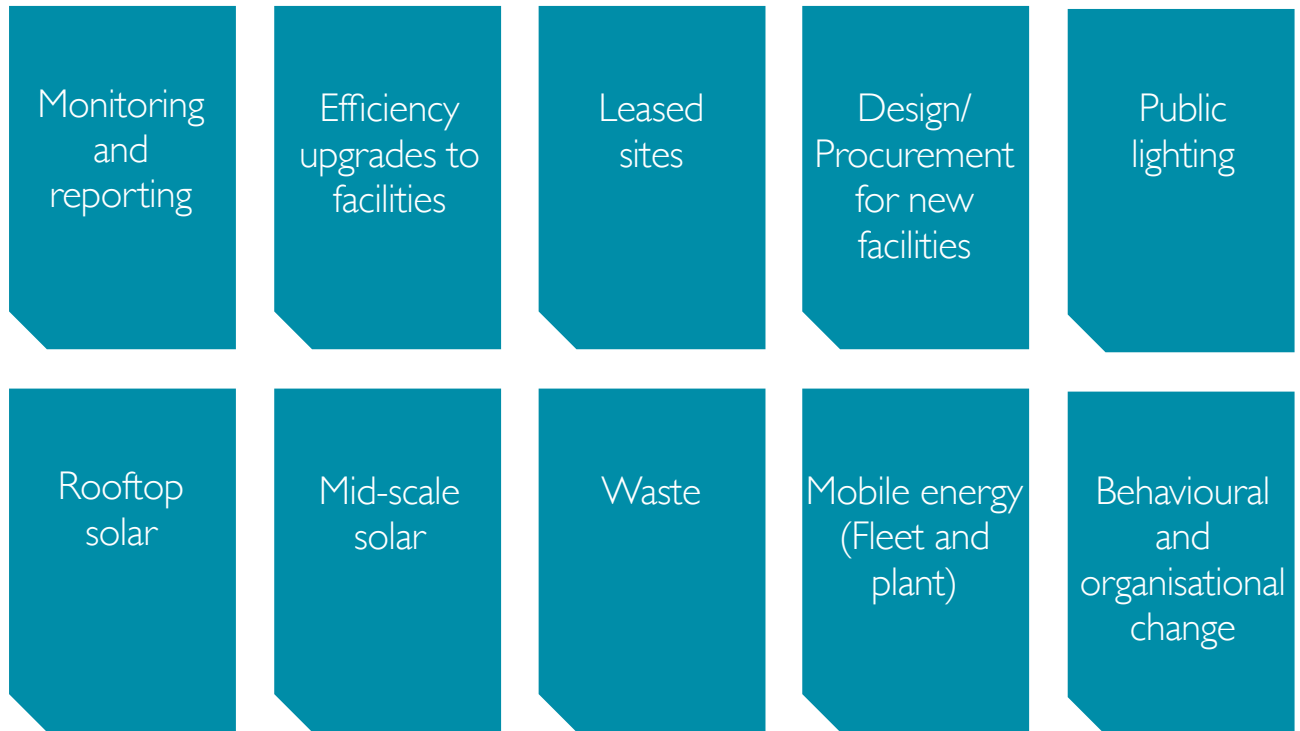 Monitoring
and
reporting
Efficiency
upgrades to
facilities
Leased
sites
Design/
Procurement
for new
facilities
Public
lighting
Rooftop
solar
Mid-scale
solar
Waste
Mobile energy
(Fleet and
plant)
Behavioural
and
organisational
change